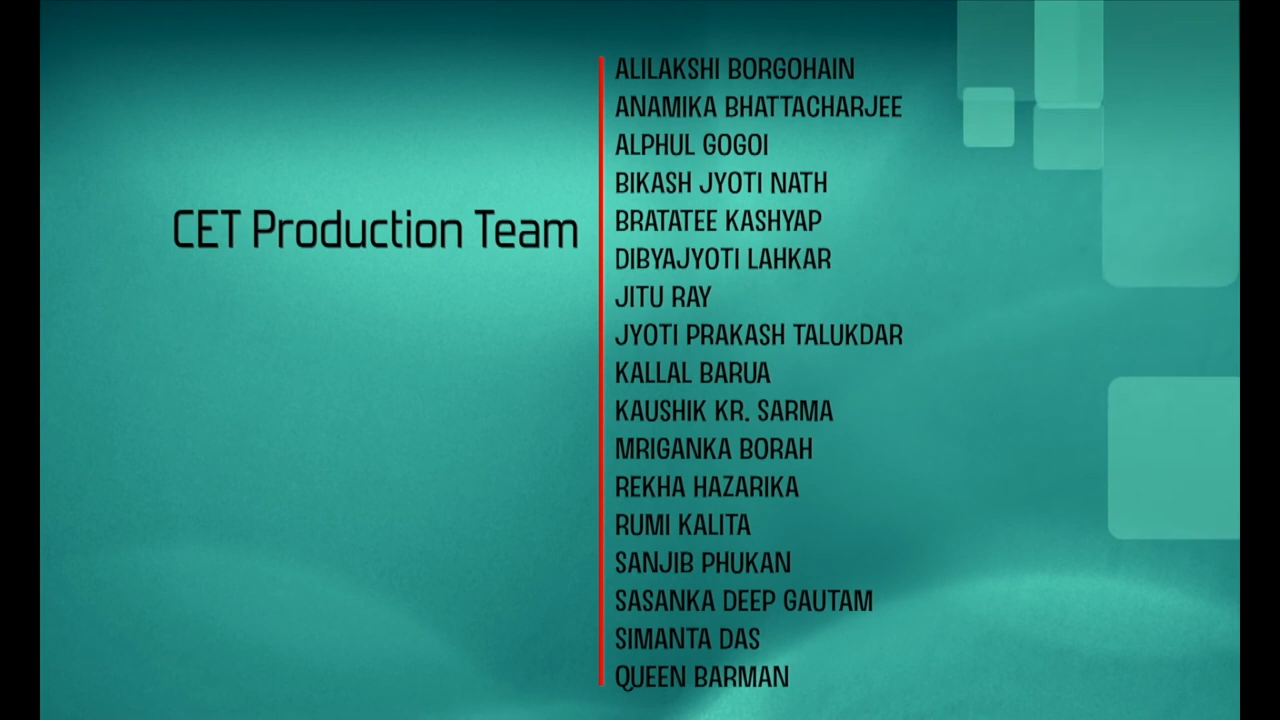 CET Production Team
ALILAKSHI BORGOHAIN
ANAMIKA BHATTACHARJEE
ALPHUL GOGOI
BIKASH JYOTI NATH
BRATATEE KASHYAP
DIBYAJYOTI LAHKAR
JITU RAY
JYOTI PRAKASH TALUKDAR
KALLAL BARUA
KAUSHIK KR. SARMA
MRIGANKA BORAH
REKHA HAZARIKA
RUMI KALITA
SANJIB PHUKAN
SASANKA DEEP GAUTAM
SIMANTA DAS
QUEEN BARMAN